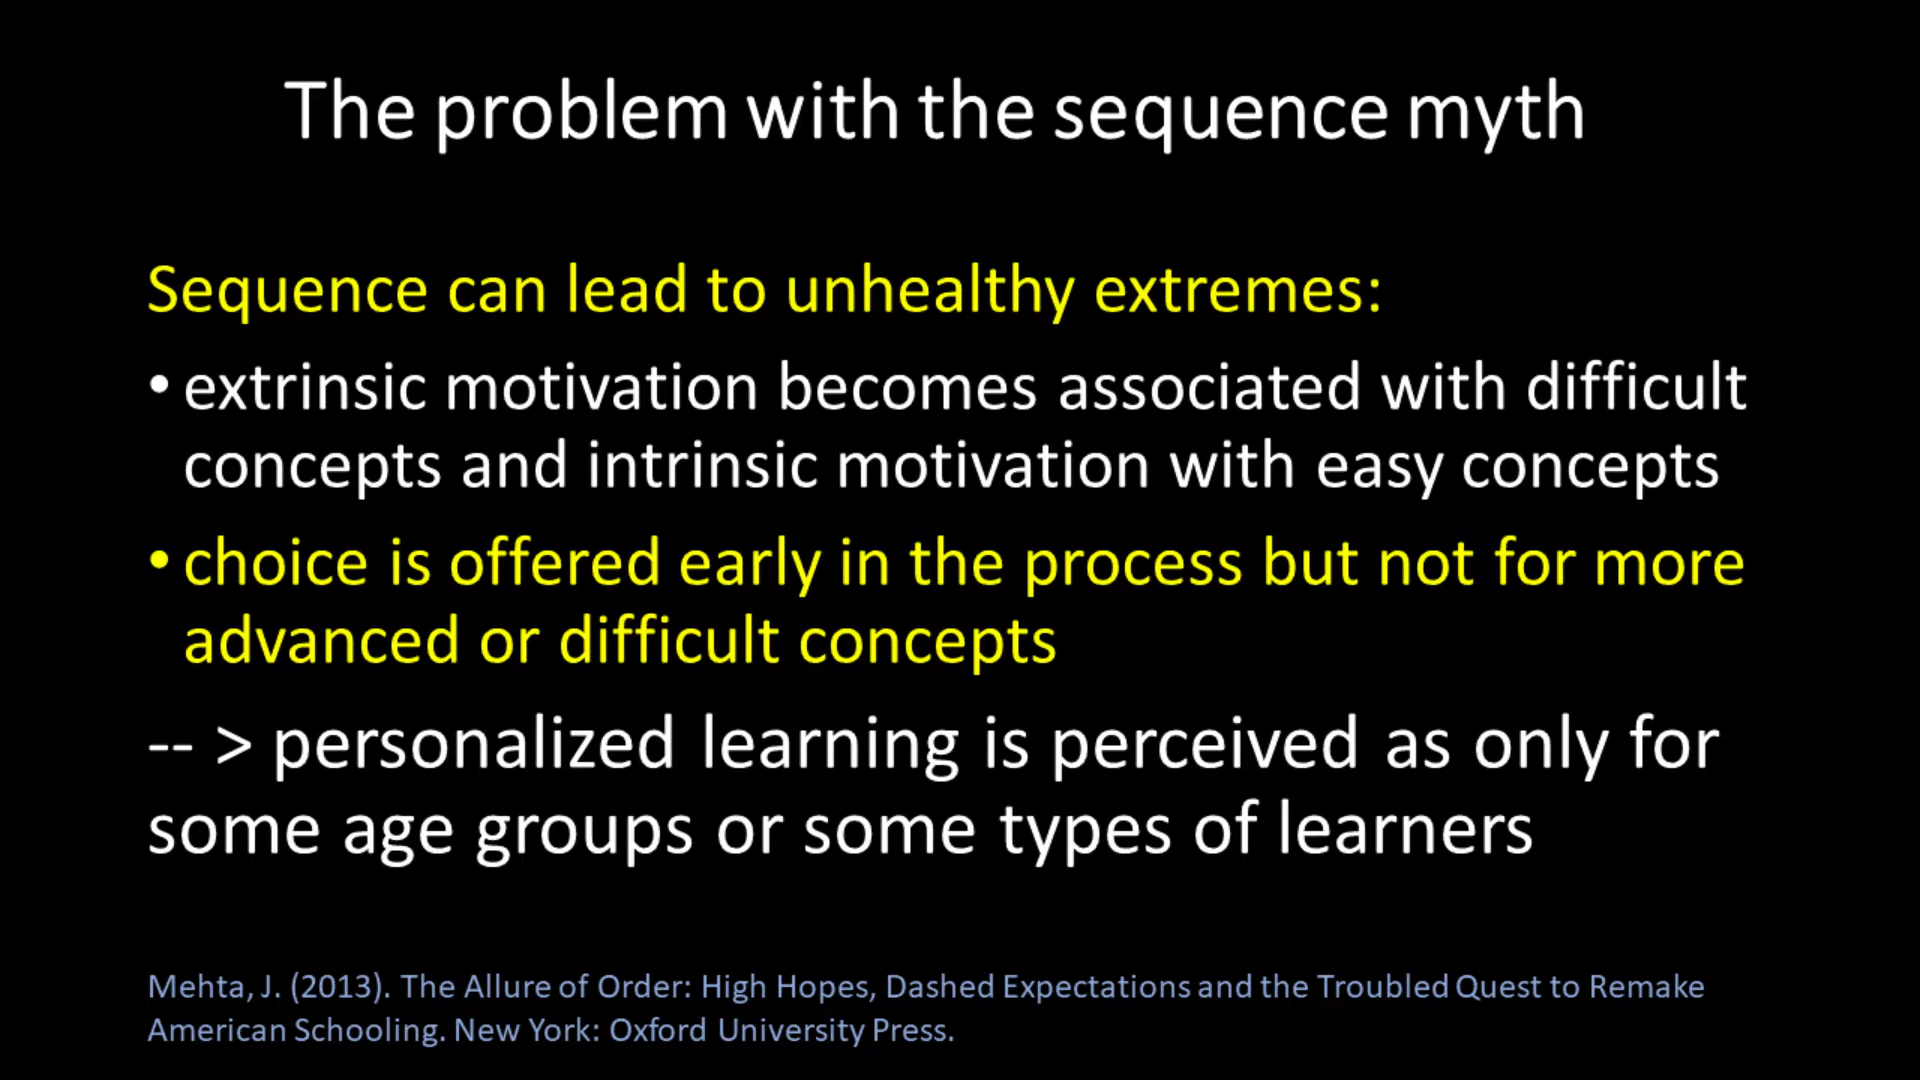 The problem with the sequence myth
Sequence can lead to unhealthy extremes:
• extrinsic motivation becomes associated with difficult
concepts and intrinsic motivation with easy concepts
• choice is offered early in the process but not for more
advanced or difficult concepts
-- > personalized learning is perceived as only for
some age groups or some types of learners
Mehta, J. (2013). The Allure of Order: High Hopes, Dashed Expectations and the Troubled Quest to Remake
American Schooling. New York: Oxford University Press.